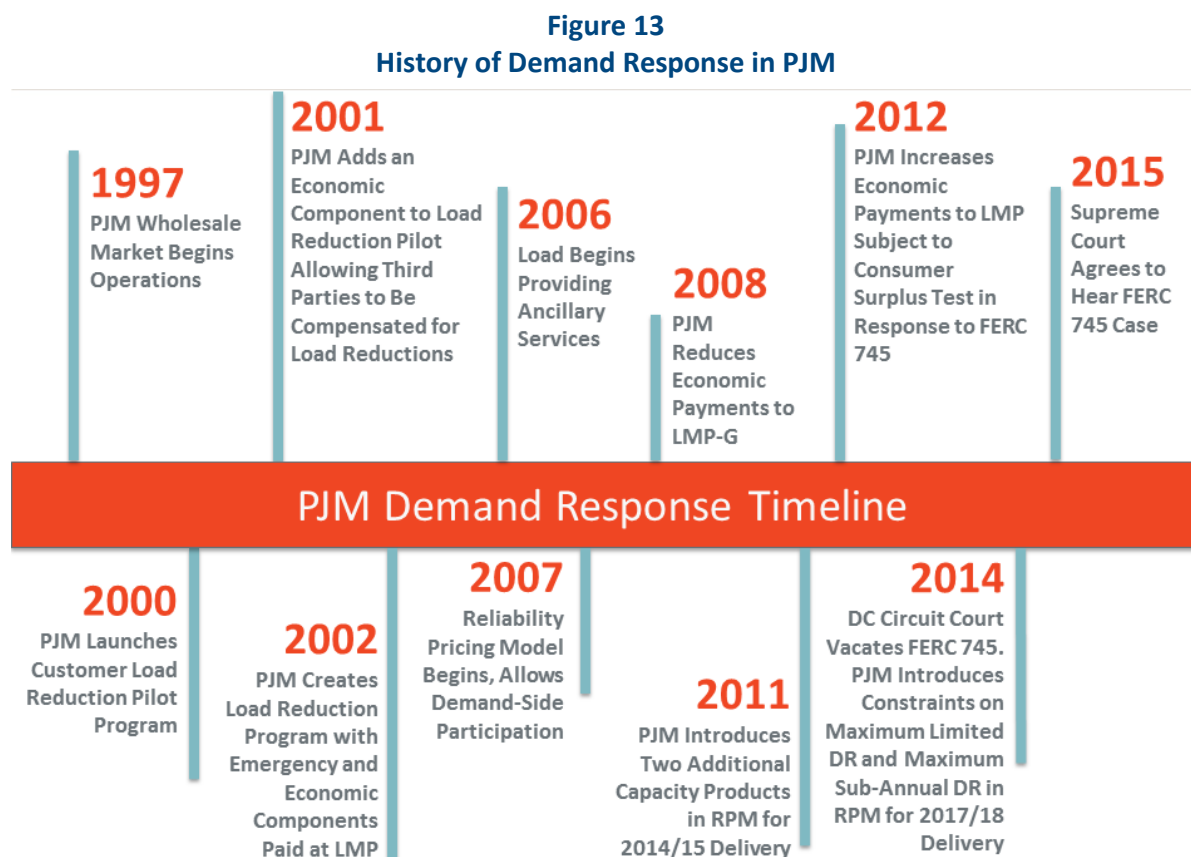 Figure 13
History of Demand Response in PJM
1997
PJM Wholesale
Market Begins
Operations
2001
PJM Adds an
Economic
Component to Load
Reduction Pilot
Allowing Third
Parties to Be
Compensated for
Load Reductions
2006
Load Begins
Providing
Ancillary
Services
2008
PJM
Reduces
Economic
Payments to
LMP-G
2012
PJM Increases
Economic
Payments to LMP
Subject to
Consumer
Surplus Test in
Response to FERC
745
2015
Supreme
Court
Agrees to
Hear FERC
745 Case
PJM Demand Response Timeline
2000
PJM Launches
Customer Load
Reduction Pilot
Program
2002
PJM Creates
Load Reduction
Program with
Emergency and
Economic
Components
Paid at LMP
2007
Reliability
Pricing Model
Begins, Allows
Demand-Side
Participation
2011
PJM Introduces
Two Additional
Capacity Products
in RPM for
2014/15 Delivery
2014
DC Circuit Court
Vacates FERC 745.
PJM Introduces
Constraints on
Maximum Limited
DR and Maximum
Sub-Annual DR in
RPM for 2017/18
Delivery